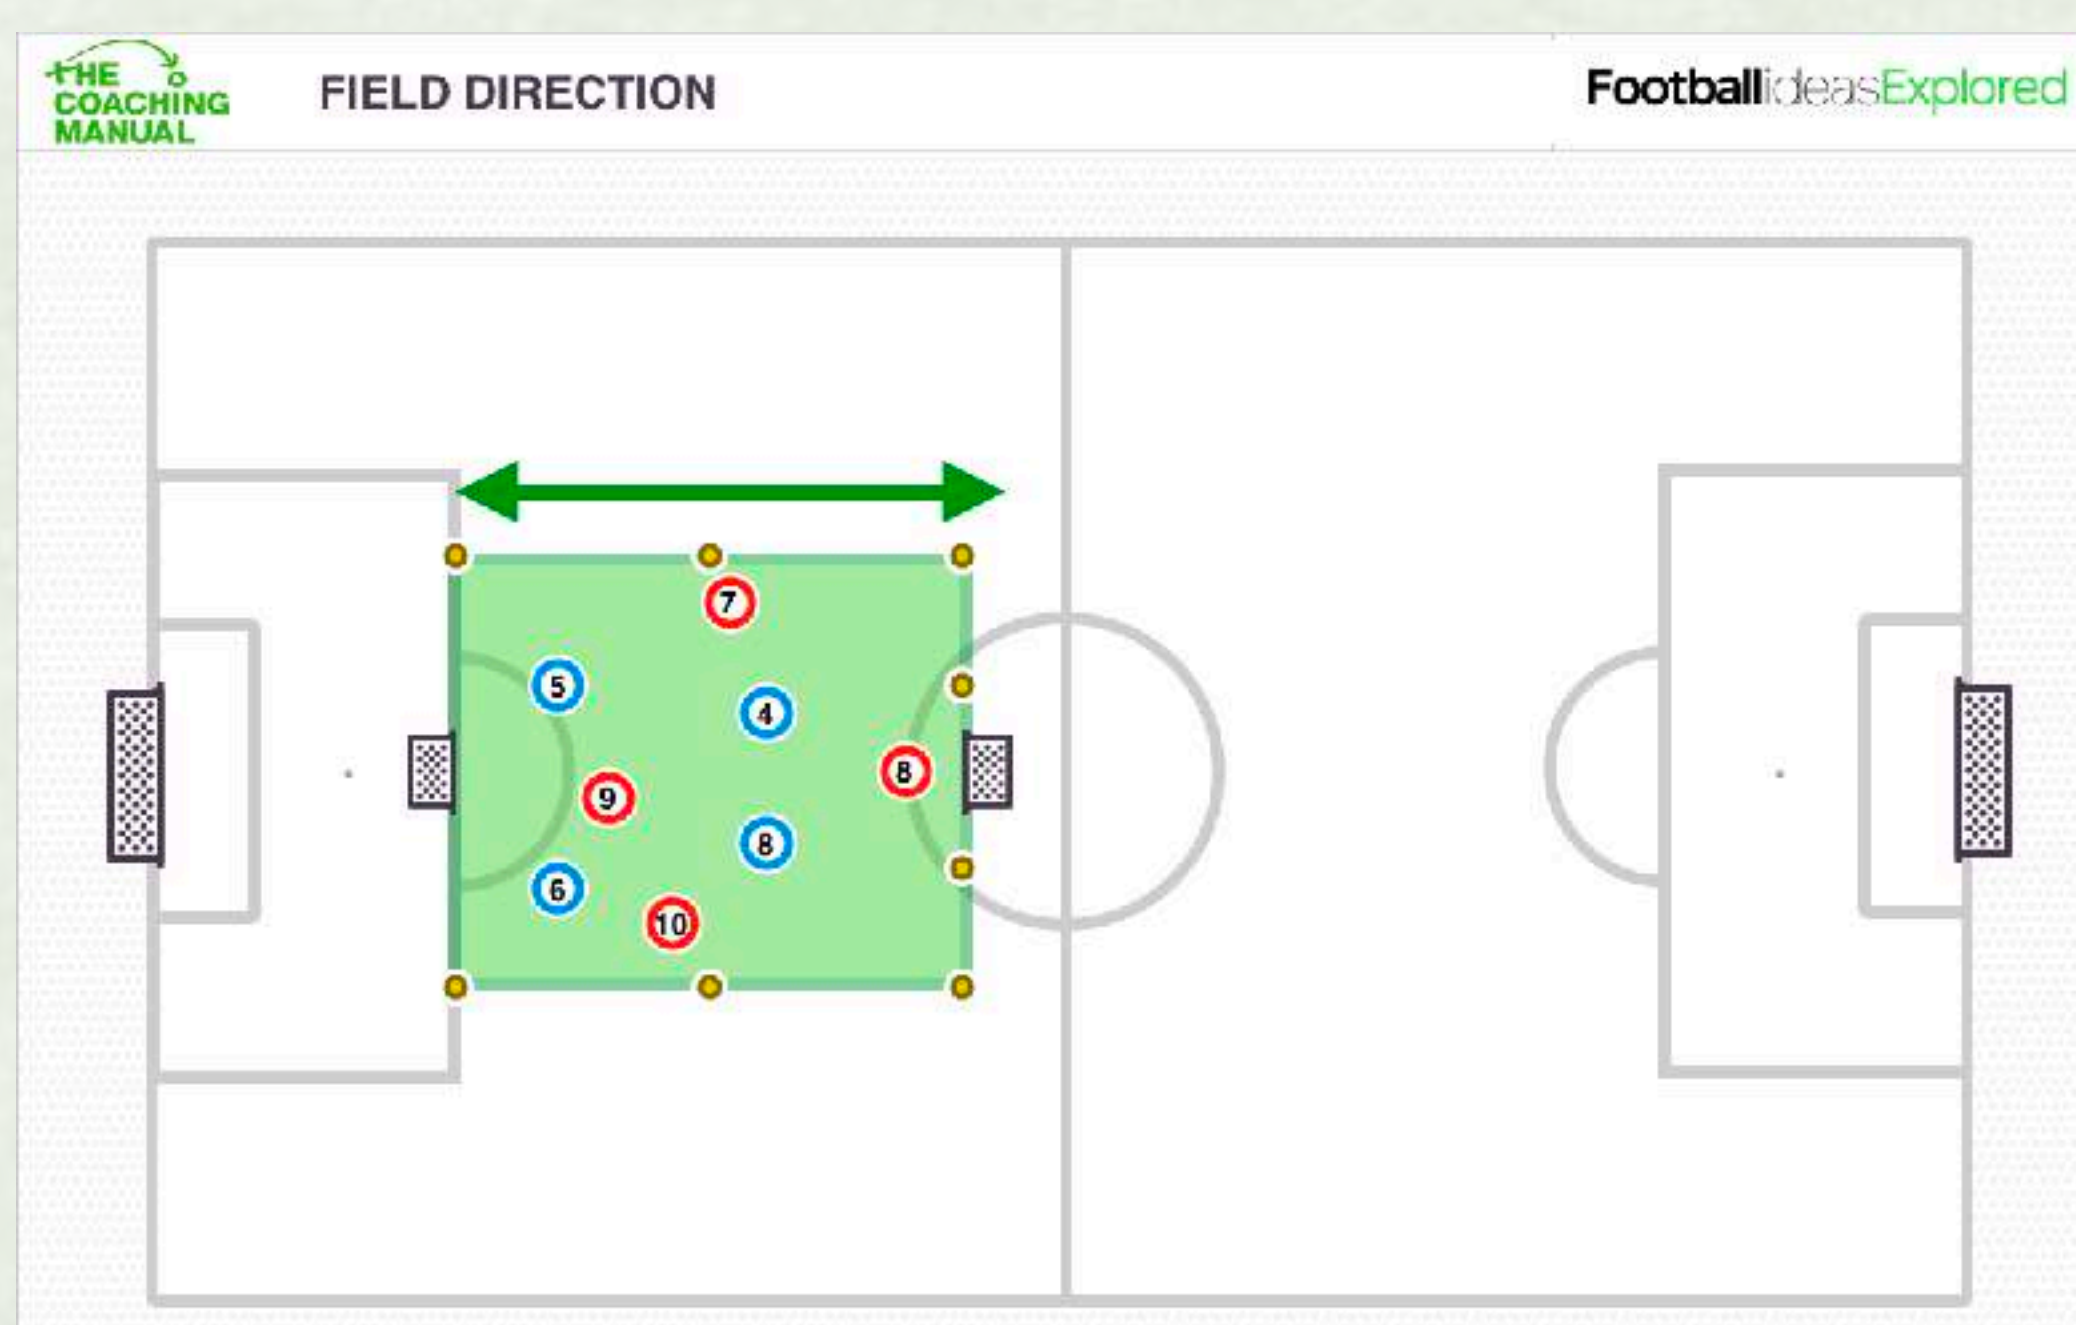 THE
COACHING
MANUAL
FIELD DIRECTION
FootballideasExplored
7
5
4
8
9
8
6
10